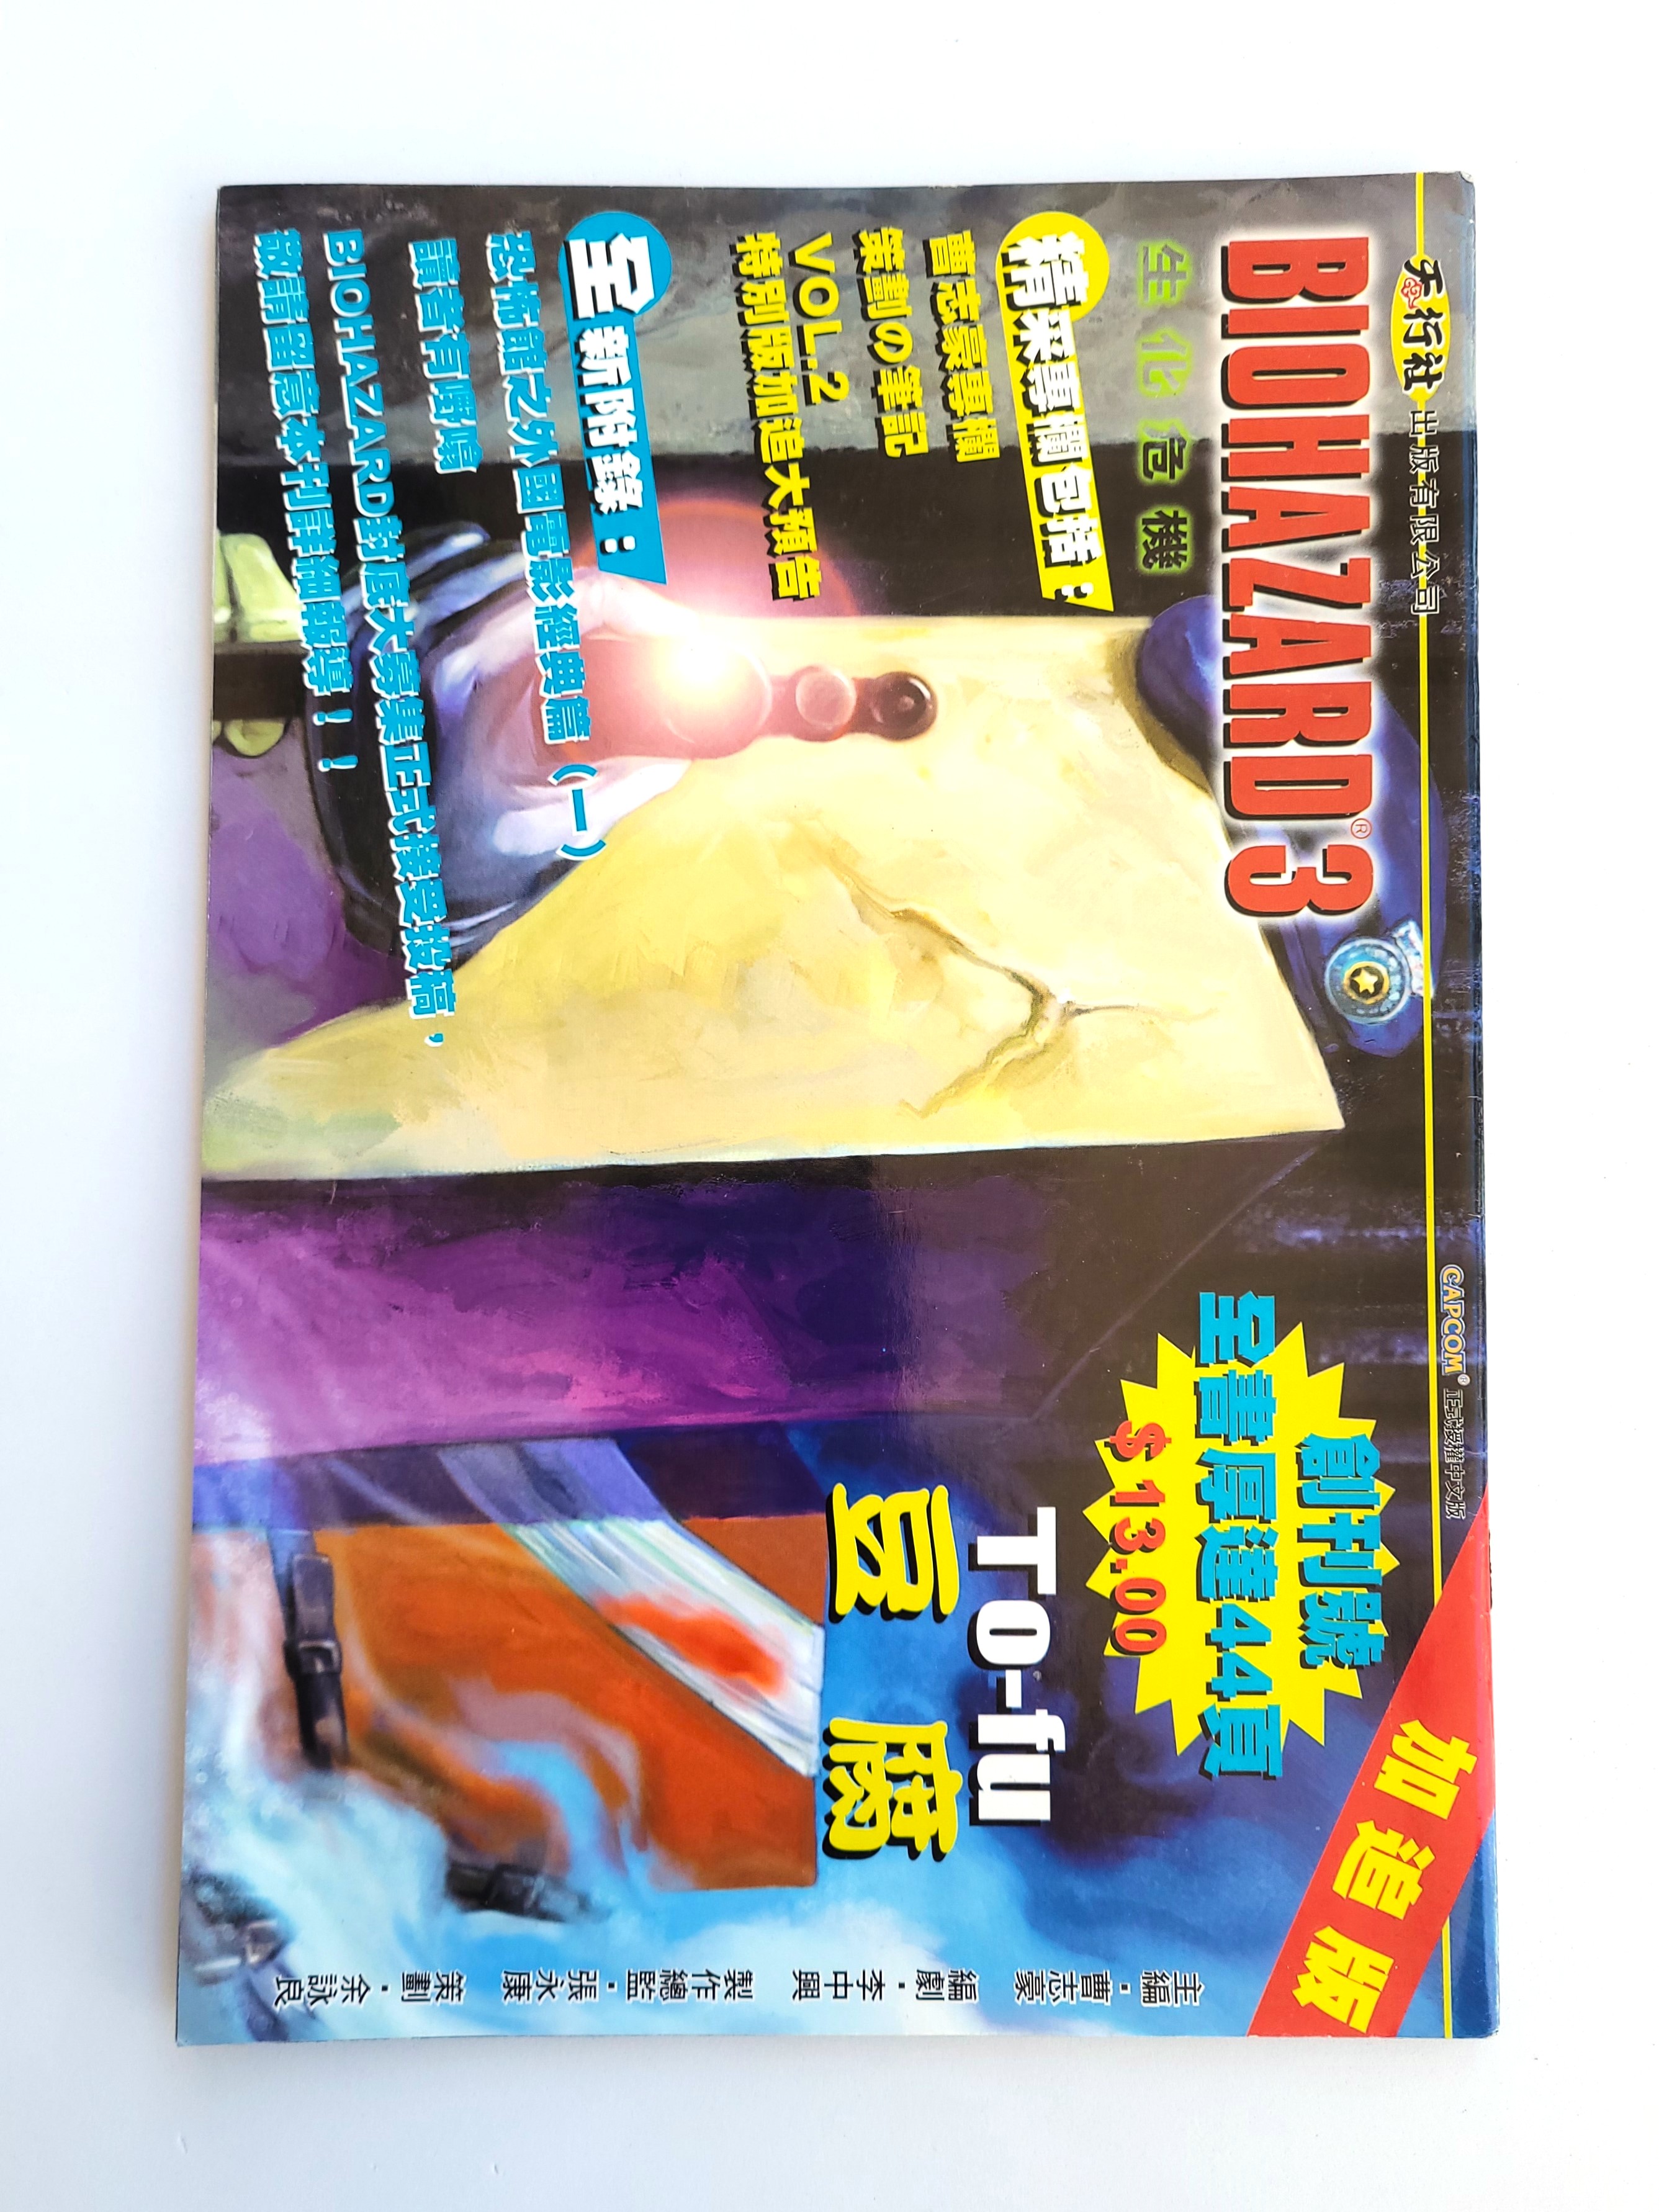 天行社出版有限公司
CAPCOM® 正式授權中文版
BIOHAZARD® 3
生化危機
加追版
創刊號
全書厚達44頁
$13.00
精采專欄包括：
曹志豪專欄
策劃の筆記
VOL.2
特別版加追大預告
To-fu
豆腐
全新附錄：
恐怖館之外國電影經典篇（一）
讀者有嘢噏
BIOHAZARD封底大募集正式接受投稿，
敬請留意本刊詳細報導！！
主編・曹志豪
編劇・李中興
製作總監・張永康
策劃・余詠良